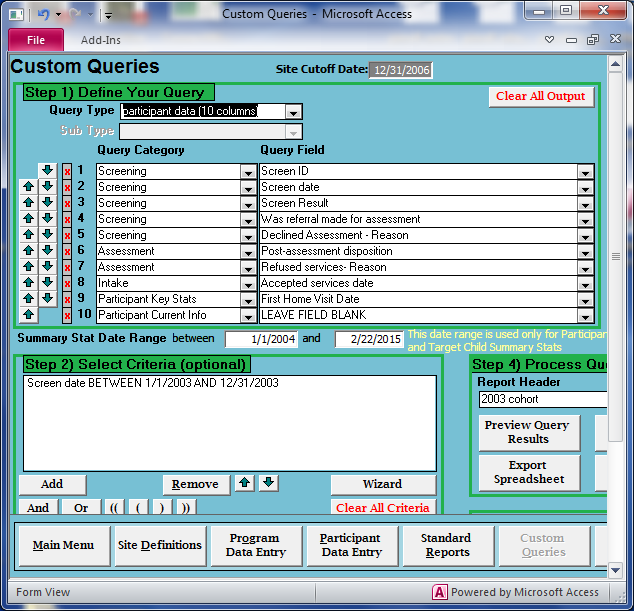 Custom Queries - Microsoft Access
File Add-Ins
Custom Queries
Site Cutoff Date: 12/31/2006
Step 1) Define Your Query
Clear All Output
Query Type participant data (10 columns)
Sub Type
Query Category Query Field
x 1 Screening Screen ID
x 2 Screening Screen date
x 3 Screening Screen Result
x 4 Screening Was referral made for assessment
x 5 Screening Declined Assessment - Reason
x 6 Assessment Post-assessment disposition
x 7 Assessment Refused services- Reason
x 8 Intake Accepted services date
x 9 Participant Key Stats First Home Visit Date
x 10 Participant Current Info LEAVE FIELD BLANK
Summary Stat Date Range between 1/1/2004 and 2/22/2015
This date range is used only for Participan
and Target Child Summary Stats
Step 2) Select Criteria (optional)
Screen date BETWEEN 1/1/2003 AND 12/31/2003
Add Remove Wizard
And Or (( ( ) )) Clear All Criteria
Step 4) Process Que
Report Header
2003 cohort
Preview Query
Results
Export
Spreadsheet
Main Menu
Site Definitions
Program
Data Entry
Participant
Data Entry
Standard
Reports
Custom
Queries
Form View
A Powered by Microsoft Access